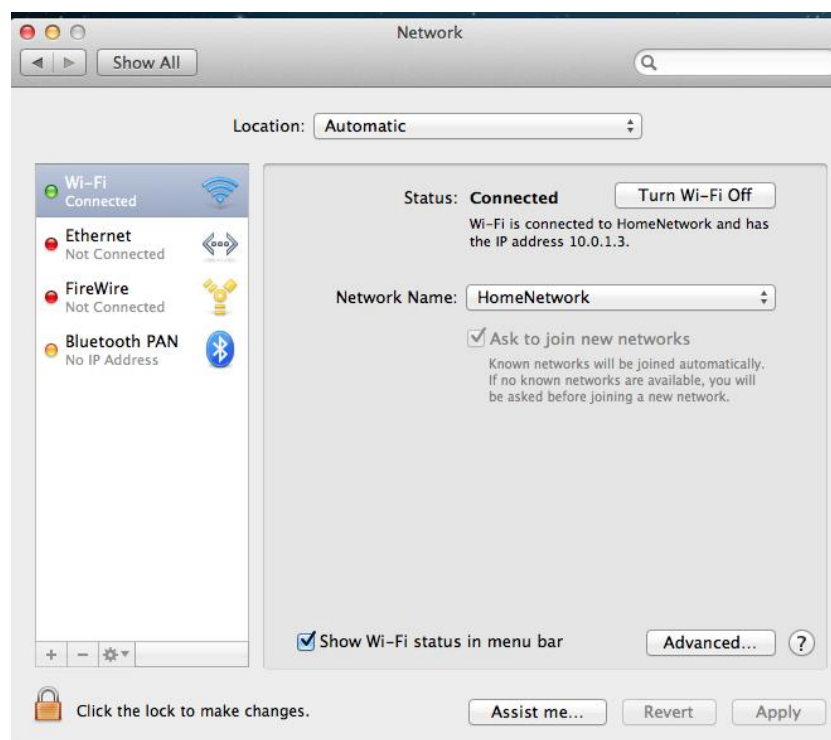 Network
Show All
Location: Automatic
Wi-Fi
Connected
Ethernet
Not Connected
FireWire
Not Connected
Bluetooth PAN
No IP Address
Status: Connected
Turn Wi-Fi Off
Wi-Fi is connected to HomeNetwork and has
the IP address 10.0.1.3.
Network Name: HomeNetwork
Ask to join new networks
Known networks will be joined automatically.
If no known networks are available, you will
be asked before joining a new network.
Show Wi-Fi status in menu bar
Advanced...
?
Click the lock to make changes.
Assist me...
Revert
Apply